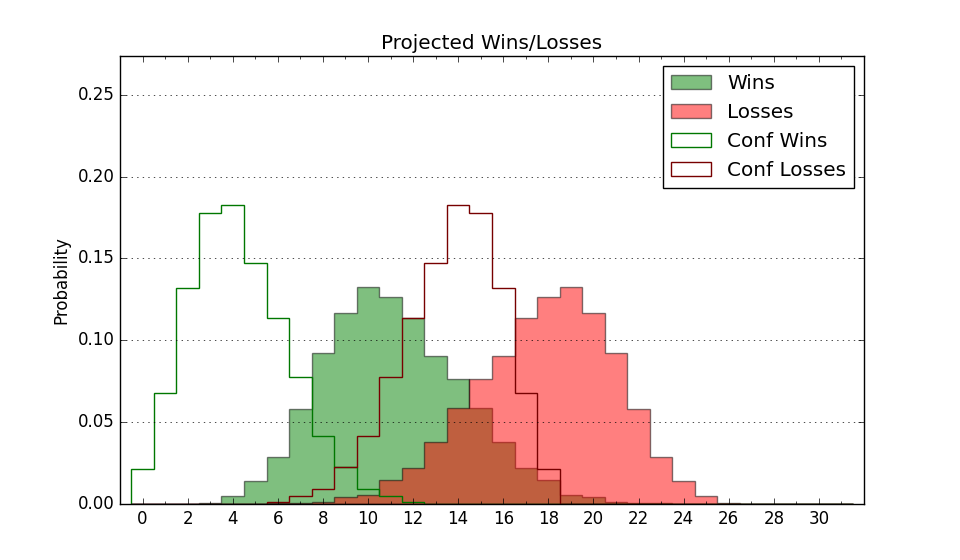 Projected Wins/Losses
Wins
Losses
Conf Wins
Conf Losses
Probability
0.25
0.20
0.15
0.10
0.05
0.00
0 2 4 6 8 10 12 14 16 18 20 22 24 26 28 30